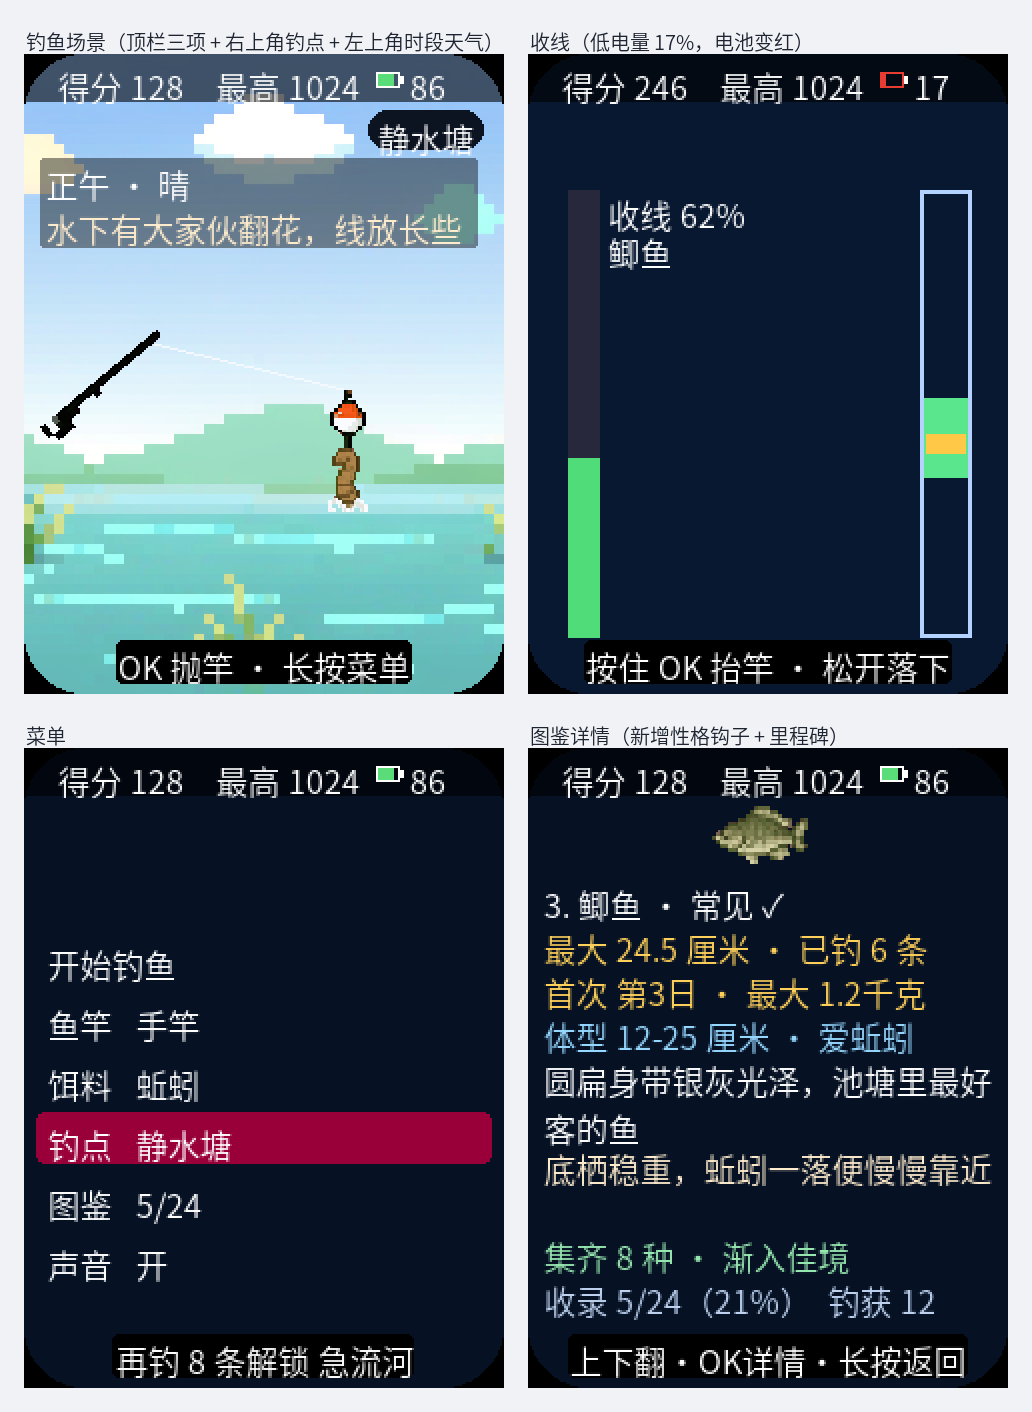 钓鱼场景（顶栏三项 + 右上角钓点 + 左上角时段天气）
得分 128 最高 1024 86
静水塘
正午 · 晴
水下有大家伙翻花，线放长些
OK 抛竿 · 长按菜单
收线（低电量 17%，电池变红）
得分 246 最高 1024 17
收线 62%
鲫鱼
按住 OK 抬竿 · 松开落下
菜单
得分 128 最高 1024 86
开始钓鱼
鱼竿 手竿
饵料 蚯蚓
钓点 静水塘
图鉴 5/24
声音 开
再钓 8 条解锁 急流河
图鉴详情（新增性格钩子 + 里程碑）
得分 128 最高 1024 86
3. 鲫鱼 · 常见 ✓
最大 24.5 厘米 · 已钓 6 条
首次 第3日 · 最大 1.2千克
体型 12-25 厘米 · 爱蚯蚓
圆扁身带银灰光泽，池塘里最好
客的鱼
底栖稳重，蚯蚓一落便慢慢靠近
集齐 8 种 · 渐入佳境
收录 5/24（21%） 钓获 12
上下翻·OK详情·长按返回